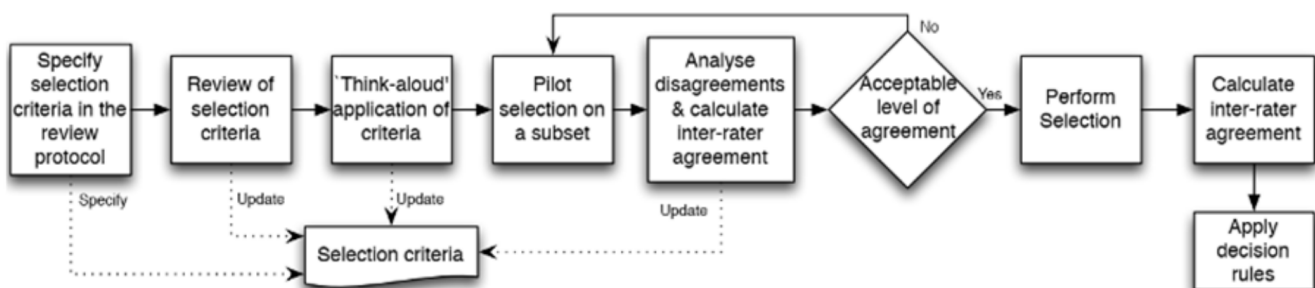 Specify
selection
criteria in the
review
protocol
Review of
selection
criteria
`Think-aloud'
application of
criteria
Pilot
selection on
a subset
Analyse
disagreements
& calculate
inter-rater
agreement
No
Acceptable
level of
agreement
Yes
Perform
Selection
Calculate
inter-rater
agreement
Specify
Update
Update
Update
Selection criteria
Apply
decision
rules